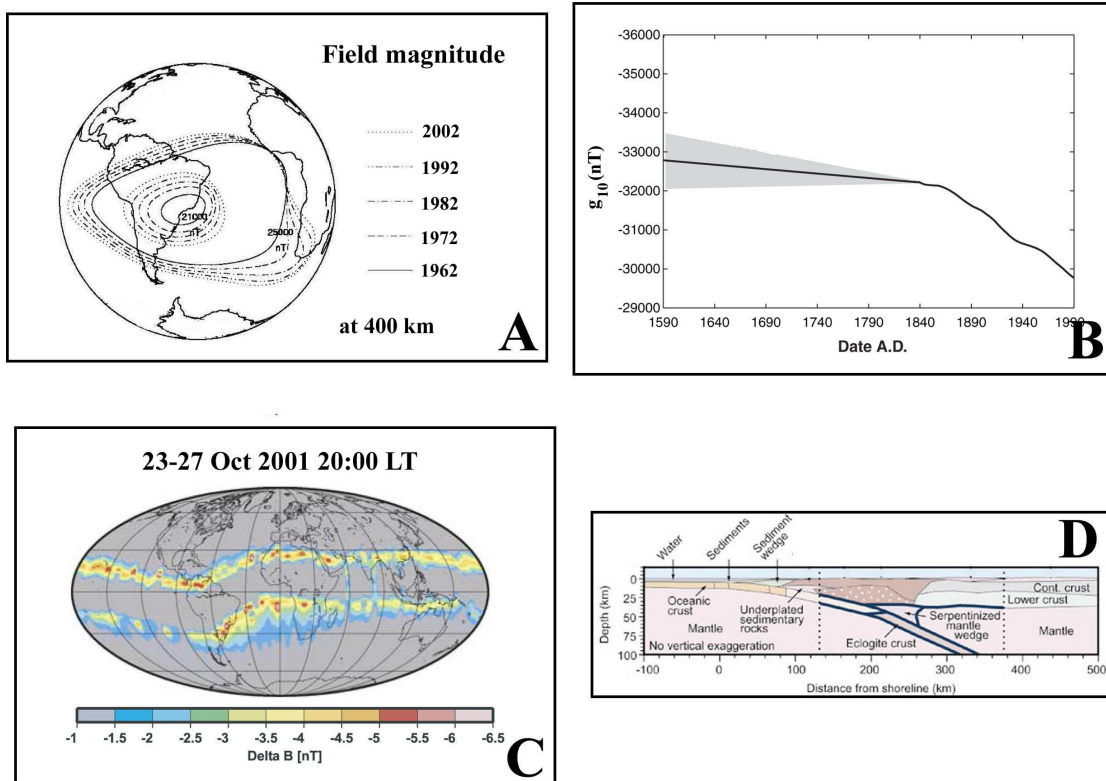 Field magnitude
2002
1992
1982
1972
1962
21000
nT
25000
nT
at 400 km
A
-36000
-35000
-34000
-33000
-32000
-31000
-30000
-29000
g10(nT)
1590 1640 1690 1740 1790 1840 1890 1940 1990
Date A.D.
B
23-27 Oct 2001 20:00 LT
-1 -1.5 -2 -2.5 -3 -3.5 -4 -4.5 -5 -5.5 -6 -6.5
Delta B [nT]
C
Water
Sediments
Sediment
wedge
D
0
25
50
75
100
Depth (km)
Oceanic
crust
Underplated
sedimentary
rocks
Cont. crust
Lower crust
Serpentinized
mantle
wedge
Mantle
Eclogite crust
Mantle
No vertical exaggeration
-100 0 100 200 300 400 500
Distance from shoreline (km)